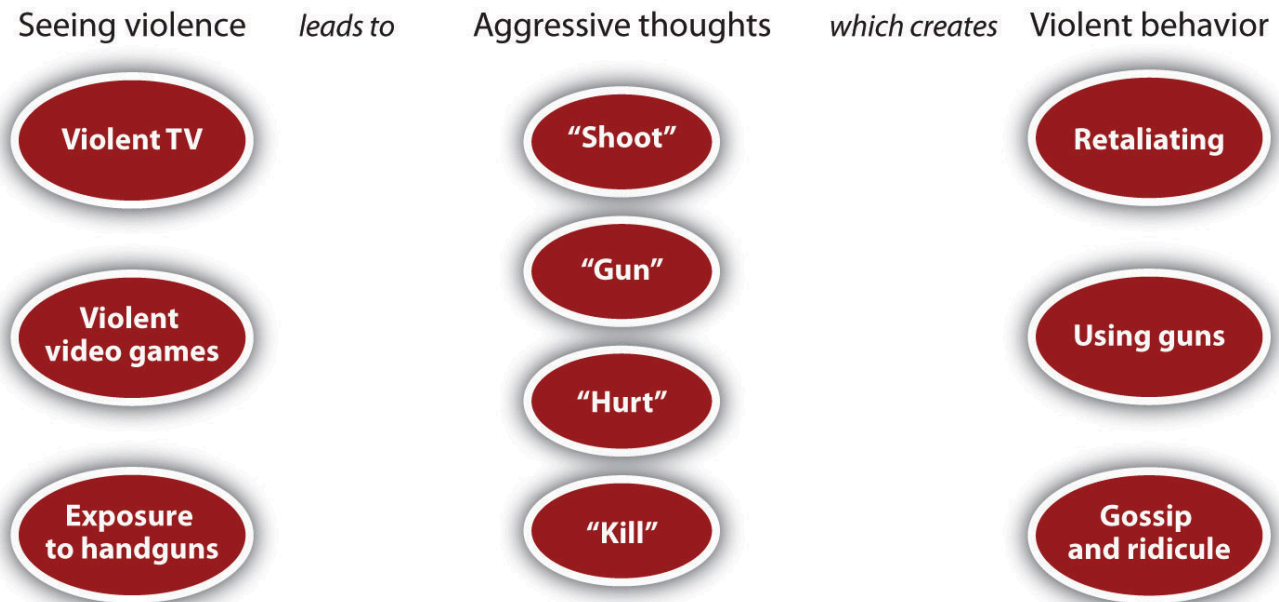 Seeing violence leads to Aggressive thoughts which creates Violent behavior
Violent TV
Violent
video games
Exposure
to handguns
“Shoot”
“Gun”
“Hurt”
“Kill”
Retaliating
Using guns
Gossip
and ridicule